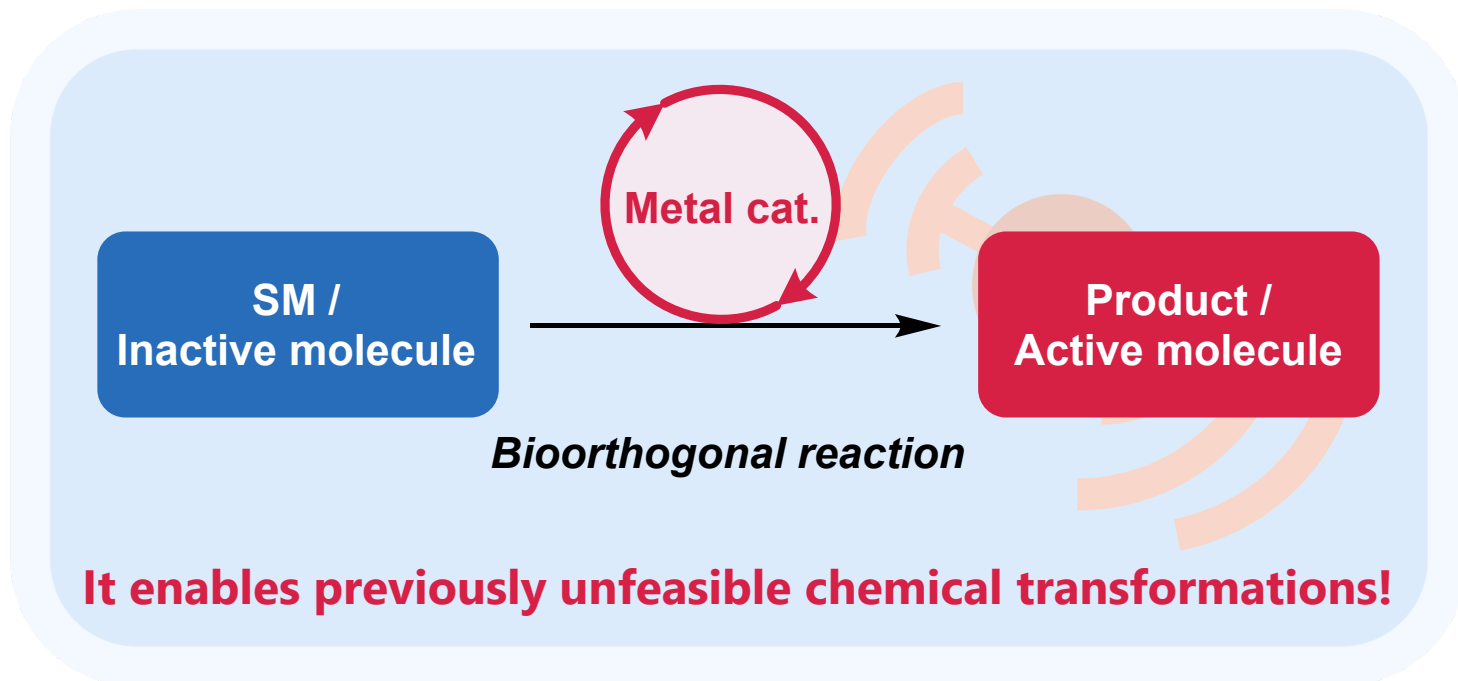 Metal cat.
SM /
Inactive molecule
Product /
Active molecule
Bioorthogonal reaction
It enables previously unfeasible chemical transformations!